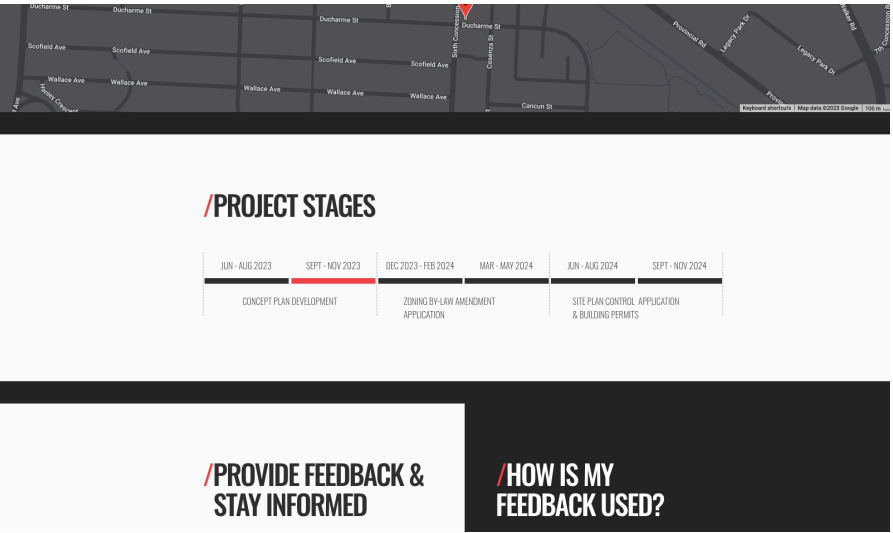 Ducharme St
Ducharme St
Ducharme St
Ducharme St
Sixth Concession
Cosenza St
Scofield Ave
Scofield Ave
Scofield Ave
Scofield Ave
Wallace Ave
Wallace Ave
Wallace Ave
Wallace Ave
Wallace Ave
Cancun St
Provincial Rd
Legacy Park Dr
Legacy Park Dr
Walker Rd
Keyboard shortcuts
Map data ©2023 Google
100 m
/PROJECT STAGES
JUN - AUG 2023
SEPT - NOV 2023
DEC 2023 - FEB 2024
MAR - MAY 2024
JUN - AUG 2024
SEPT - NOV 2024
CONCEPT PLAN DEVELOPMENT
ZONING BY-LAW AMENDMENT
APPLICATION
SITE PLAN CONTROL APPLICATION
& BUILDING PERMITS
/PROVIDE FEEDBACK &
STAY INFORMED
/HOW IS MY
FEEDBACK USED?